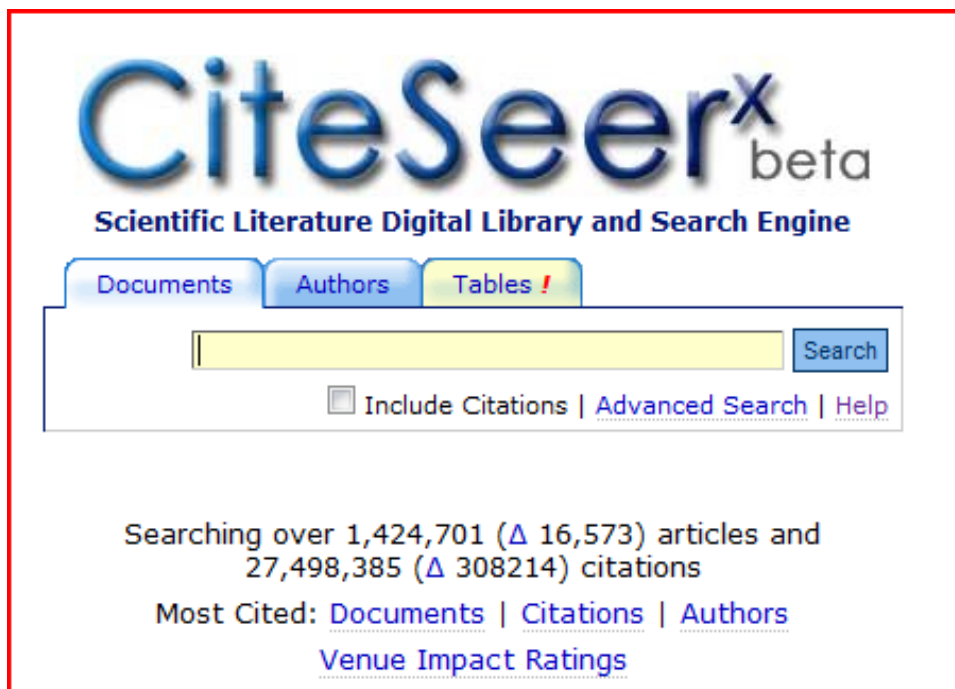 CiteSeerx beta
Scientific Literature Digital Library and Search Engine
Documents Authors Tables !
Search
Include Citations | Advanced Search | Help
Searching over 1,424,701 (Δ 16,573) articles and
27,498,385 (Δ 308214) citations
Most Cited: Documents | Citations | Authors
Venue Impact Ratings